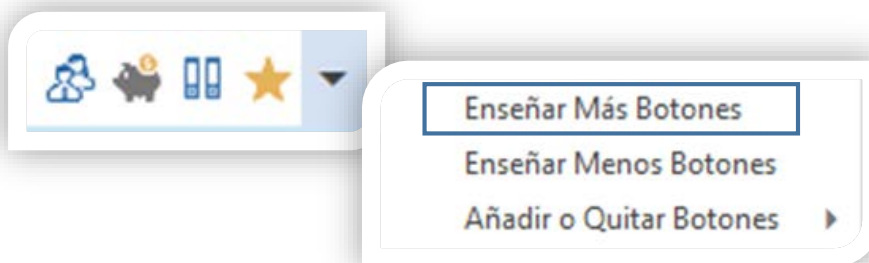 Enseñar Más Botones
Enseñar Menos Botones
Añadir o Quitar Botones